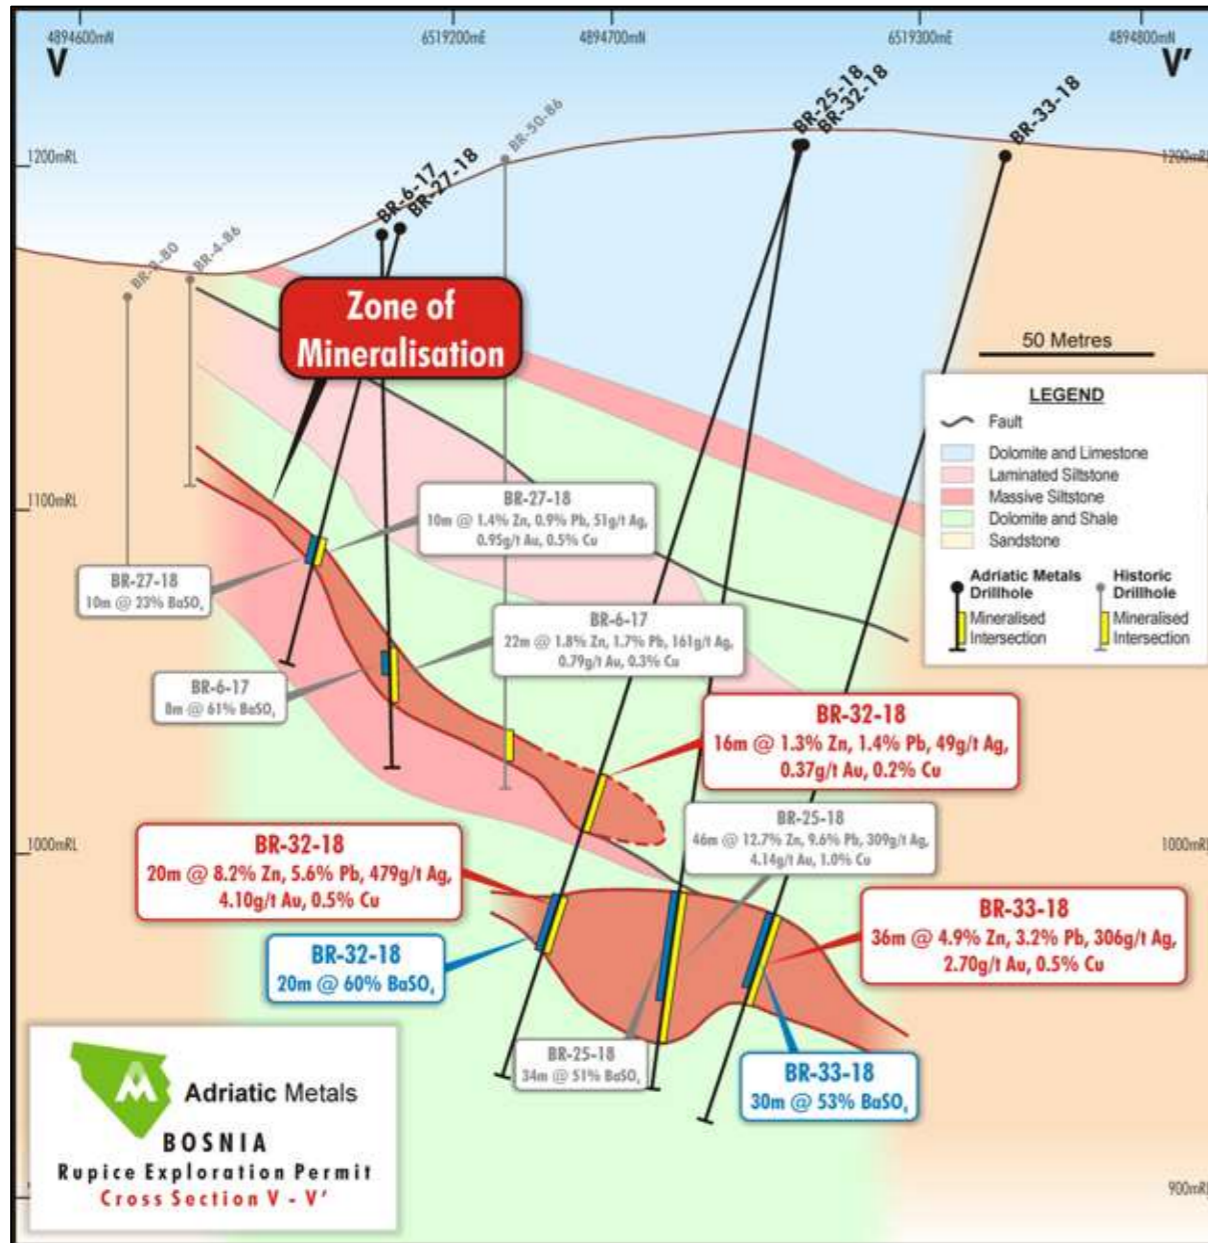 4894600mN
6519200mE
4894700mN
6519300mE
4894800mN
V
V'
BR-25-18
BR-32-18
BR-33-18
BR-50-86
1200mRL
1200mRL
BR-6-17
BR-27-18
BR-4-86
Zone of
Mineralisation
50 Metres
LEGEND
Fault
Dolomite and Limestone
Laminated Siltstone
Massive Siltstone
Dolomite and Shale
Sandstone
Adriatic Metals
Drillhole
Mineralised
Intersection
Historic
Drillhole
Mineralised
Intersection
1100mRL
BR-27-18
10m @ 1.4% Zn, 0.9% Pb, 51g/t Ag,
0.95g/t Au, 0.5% Cu
BR-27-18
10m @ 23% BaSO₄
BR-6-17
22m @ 1.8% Zn, 1.7% Pb, 161g/t Ag,
0.79g/t Au, 0.3% Cu
BR-6-17
8m @ 61% BaSO₄
BR-32-18
16m @ 1.3% Zn, 1.4% Pb, 49g/t Ag,
0.37g/t Au, 0.2% Cu
BR-25-18
46m @ 12.7% Zn, 9.6% Pb, 309g/t Ag,
4.14g/t Au, 1.0% Cu
1000mRL
1000mRL
BR-32-18
20m @ 8.2% Zn, 5.6% Pb, 479g/t Ag,
4.10g/t Au, 0.5% Cu
BR-33-18
36m @ 4.9% Zn, 3.2% Pb, 306g/t Ag,
2.70g/t Au, 0.5% Cu
BR-32-18
20m @ 60% BaSO₄
BR-25-18
34m @ 51% BaSO₄
BR-33-18
30m @ 53% BaSO₄
Adriatic Metals
BOSNIA
Rupice Exploration Permit
Cross Section V - V'
900mRL